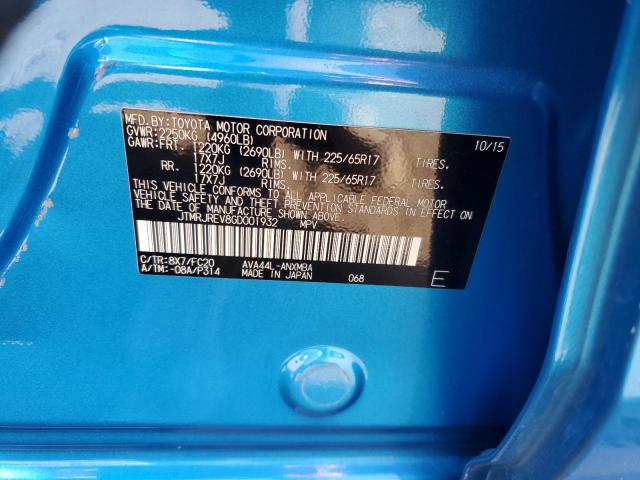 MFD. BY: TOYOTA MOTOR CORPORATION 10/15
GVWR: 2250KG (4960LB)
GAWR: FRT. 1220KG (2690LB) WITH 225/65R17 TIRES.
17X7J RIMS.
RR. 1220KG (2690LB) WITH 225/65R17 TIRES.
17X7J RIMS.
THIS VEHICLE CONFORMS TO ALL APPLICABLE FEDERAL MOTOR
VEHICLE SAFETY AND THEFT PREVENTION STANDARDS IN EFFECT ON
THE DATE OF MANUFACTURE SHOWN ABOVE.
JTMRJREV8GD001932 MPV
C/TR: 8X7/FC20 AVA44L-ANXMBA
A/TM: -08A/P314 MADE IN JAPAN 068 E